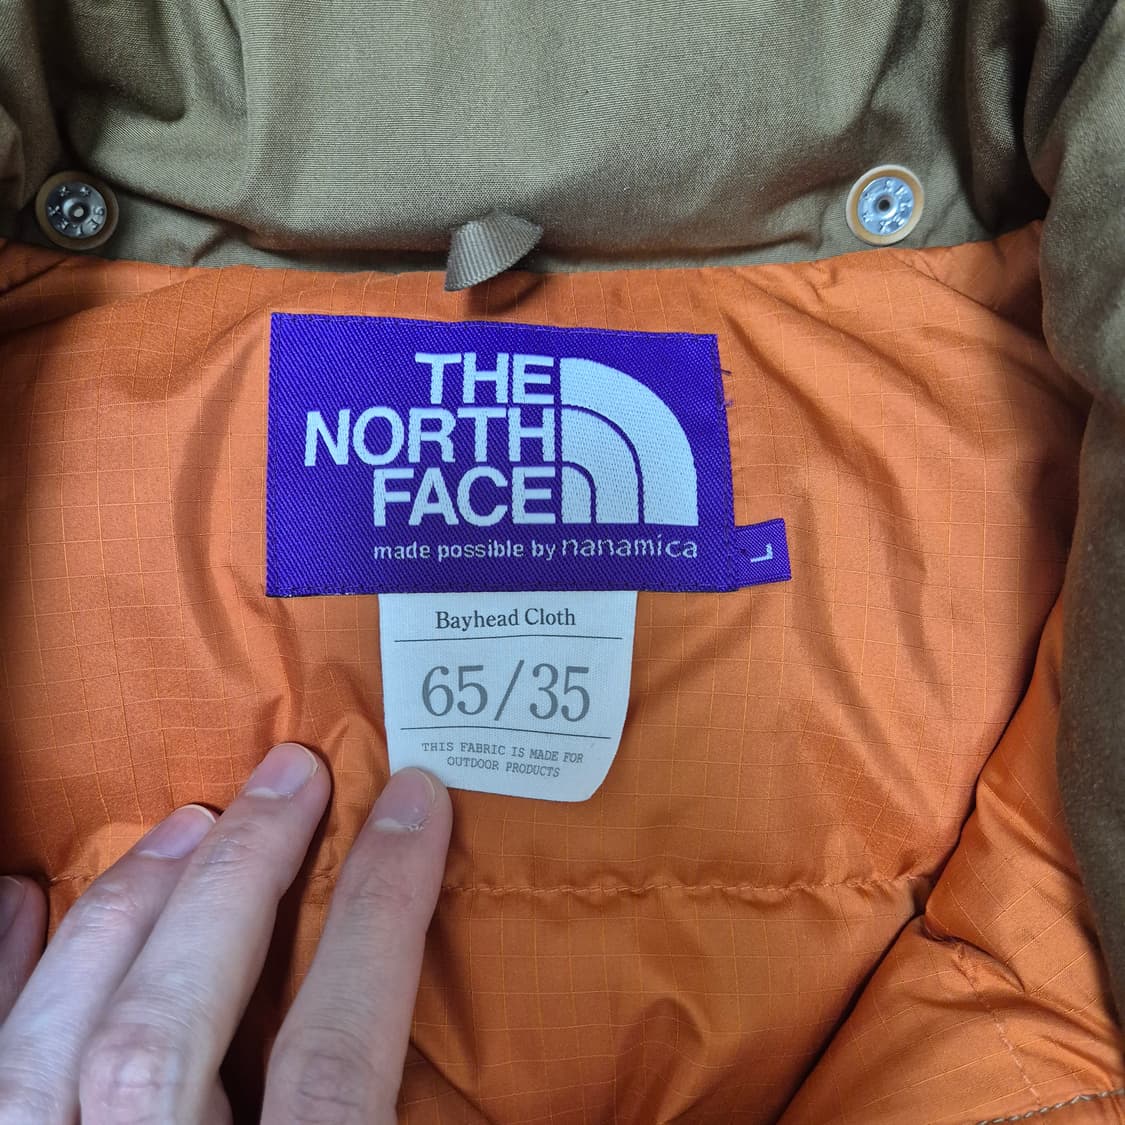 THE
NORTH
FACE
made possible by nanamica
L
Bayhead Cloth
65/35
THIS FABRIC IS MADE FOR
OUTDOOR PRODUCTS